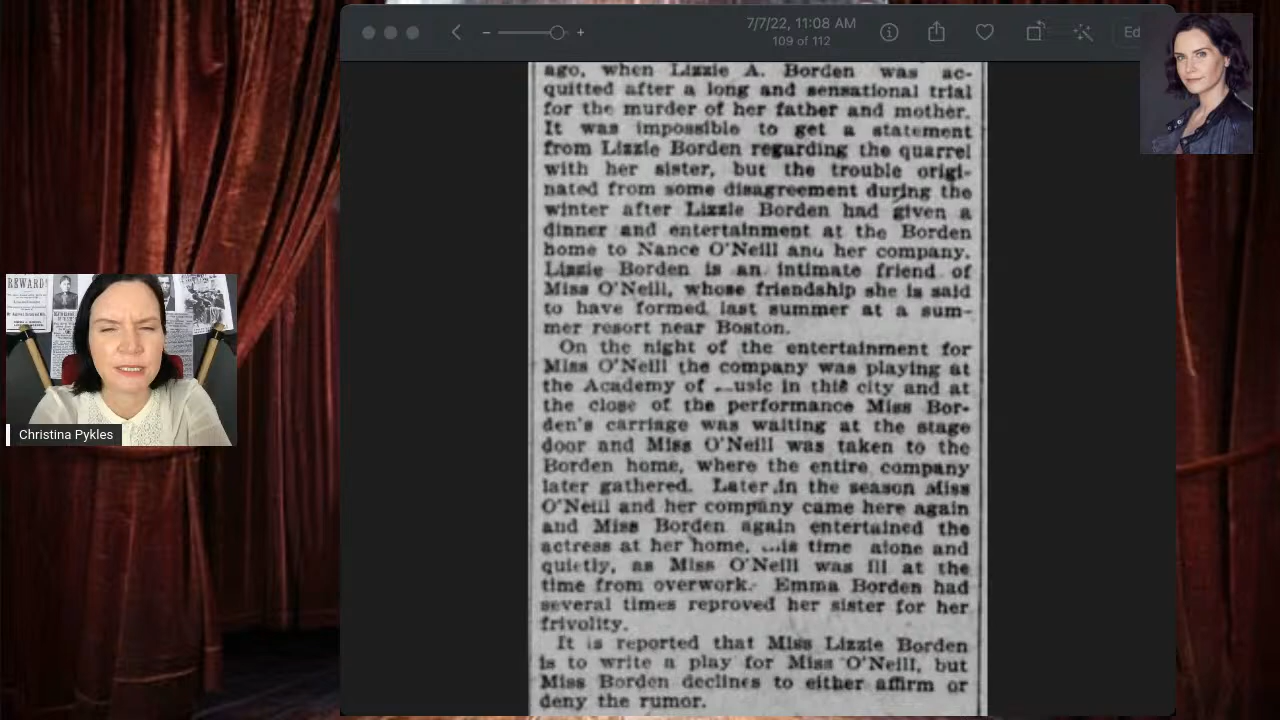 7/7/22, 11:08 AM
109 of 112
Ed
ago, when Lizzie A. Borden was ac-
quitted after a long and sensational trial
for the murder of her father and mother.
It was impossible to get a statement
from Lizzie Borden regarding the quarrel
with her sister, but the trouble origi-
nated from some disagreement during the
winter after Lizzie Borden had given a
dinner and entertainment at the Borden
home to Nance O'Neill and her company.
Lizzie Borden is an intimate friend of
Miss O'Neill, whose friendship she is said
to have formed last summer at a sum-
mer resort near Boston.
On the night of the entertainment for
Miss O'Neill the company was playing at
the Academy of usic in this city and at
the close of the performance Miss Bor-
den's carriage was waiting at the stage
door and Miss O'Neill was taken to the
Borden home, where the entire company
later gathered. Later in the season Miss
O'Neill and her company came here again
and Miss Borden again entertained the
actress at her home, is time alone and
quietly, as Miss O'Neill was ill at the
time from overwork. Emma Borden had
several times reproved her sister for her
frivolity.
It is reported that Miss Lizzie Borden
is to write a play for Miss O'Neill, but
Miss Borden declines to either affirm or
deny the rumor.
REWARD!
Christina Pykles